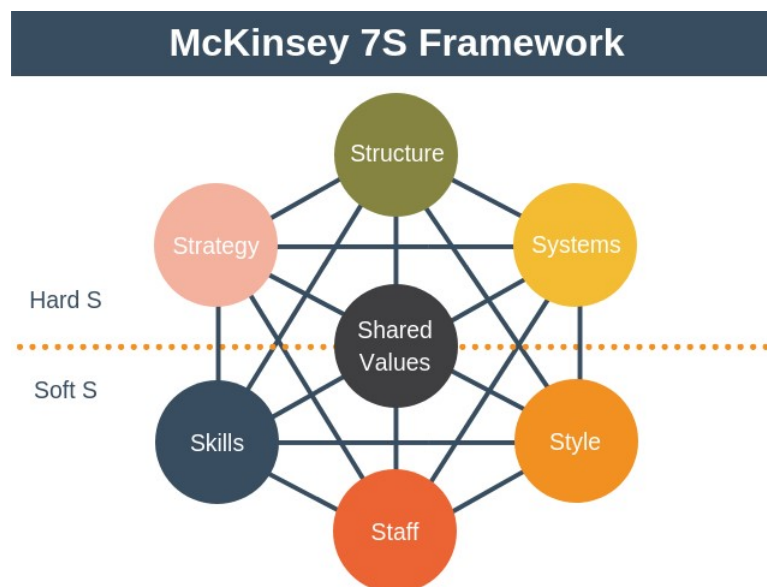 McKinsey 7S Framework
Structure
Strategy
Systems
Hard S
Shared
Values
Soft S
Skills
Style
Staff